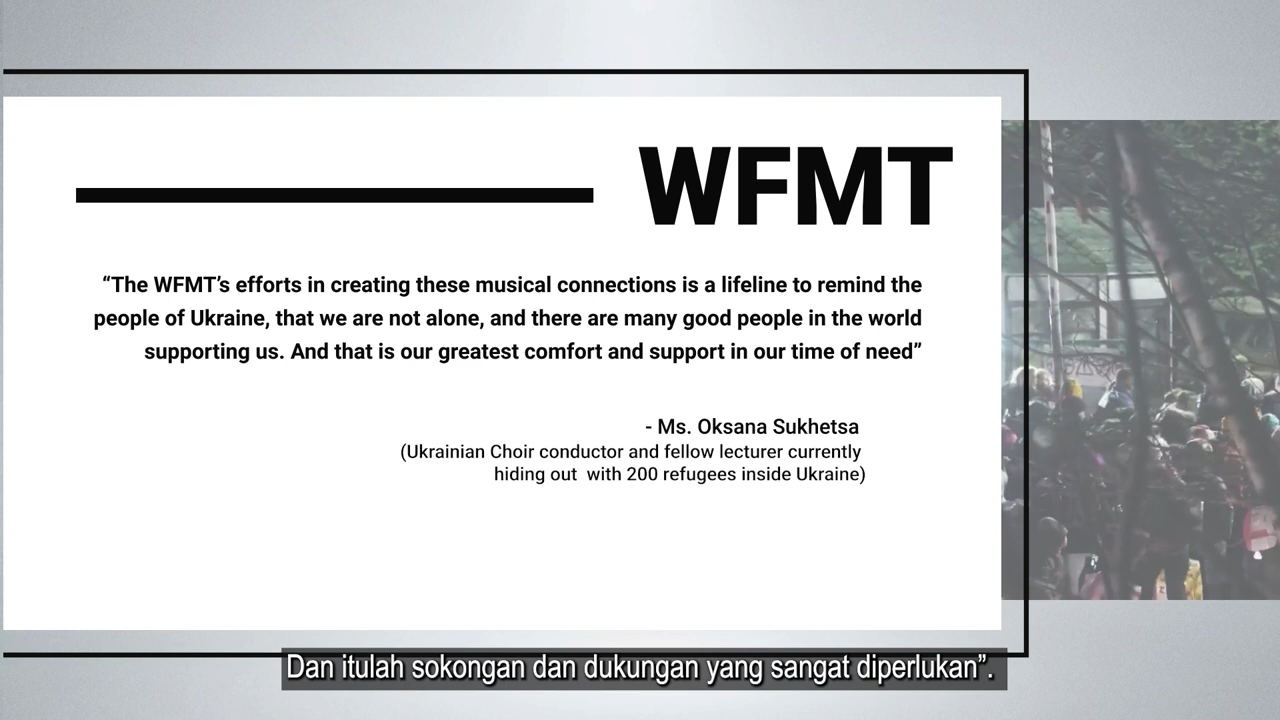 WFMT
“The WFMT’s efforts in creating these musical connections is a lifeline to remind the
people of Ukraine, that we are not alone, and there are many good people in the world
supporting us. And that is our greatest comfort and support in our time of need”
- Ms. Oksana Sukhetsa
(Ukrainian Choir conductor and fellow lecturer currently
hiding out with 200 refugees inside Ukraine)
Dan itulah sokongan dan dukungan yang sangat diperlukan”.